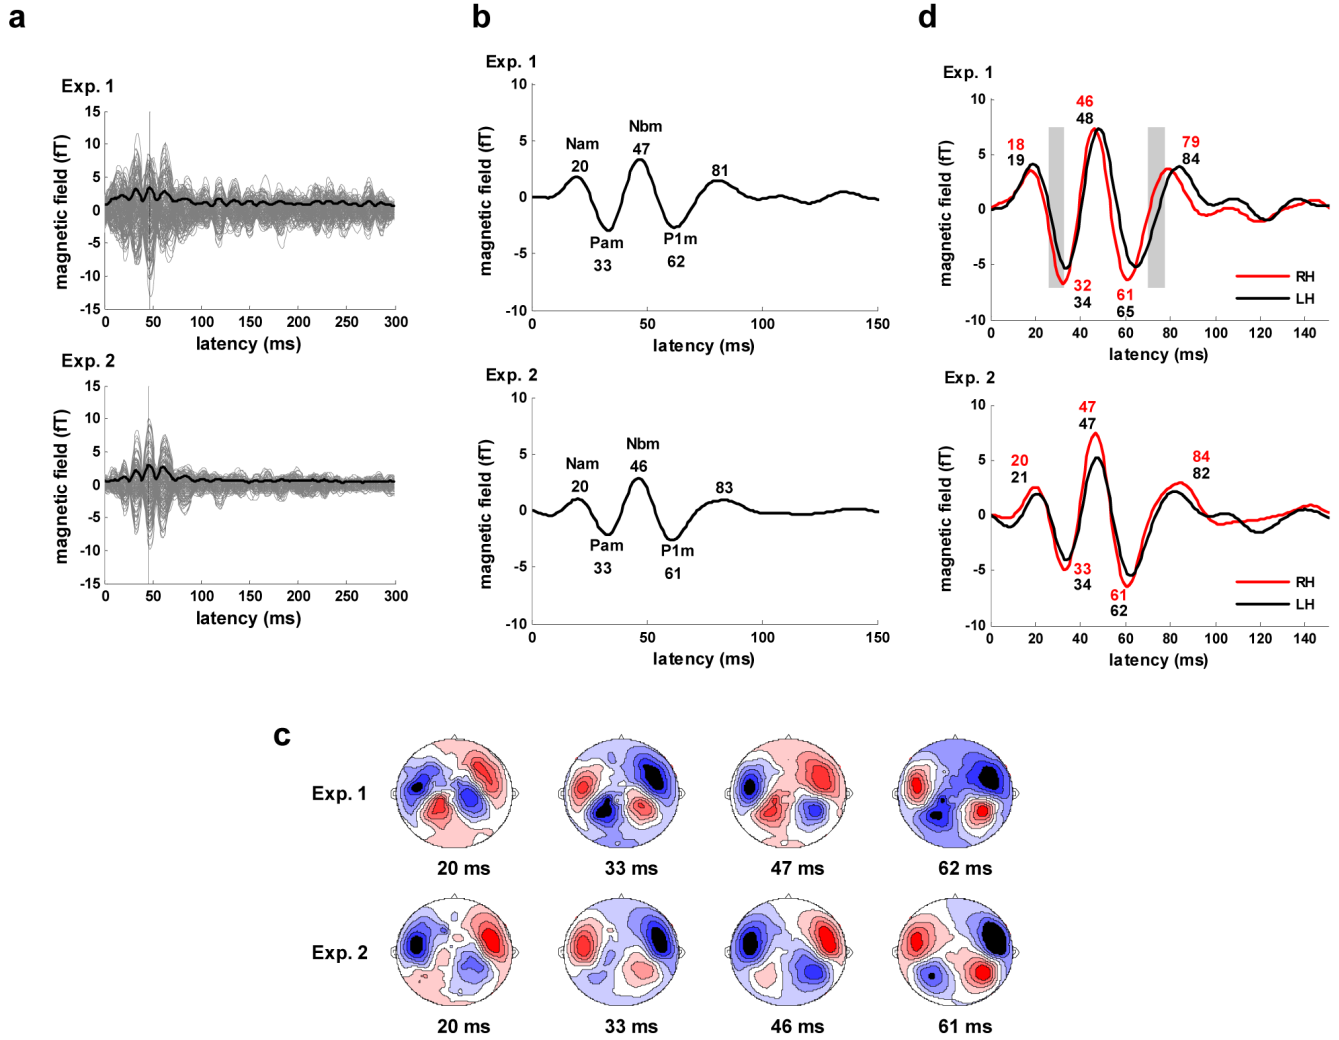 a
Exp. 1
magnetic field (fT)
15
10
5
0
-5
-10
-15
0 50 100 150 200 250 300
latency (ms)
Exp. 2
magnetic field (fT)
15
10
5
0
-5
-10
-15
0 50 100 150 200 250 300
latency (ms)
b
Exp. 1
magnetic field (fT)
10
5
0
-5
-10
Nam
20
Nbm
47
81
Pam
33
P1m
62
0 50 100 150
latency (ms)
Exp. 2
magnetic field (fT)
10
5
0
-5
-10
Nam
20
Nbm
46
83
Pam
33
P1m
61
0 50 100 150
latency (ms)
d
Exp. 1
magnetic field (fT)
10
5
0
-5
-10
18
19
46
48
79
84
32
34
61
65
RH
LH
0 20 40 60 80 100 120 140
latency (ms)
Exp. 2
magnetic field (fT)
10
5
0
-5
-10
20
21
47
47
84
82
33
34
61
62
RH
LH
0 20 40 60 80 100 120 140
latency (ms)
c
Exp. 1
20 ms 33 ms 47 ms 62 ms
Exp. 2
20 ms 33 ms 46 ms 61 ms